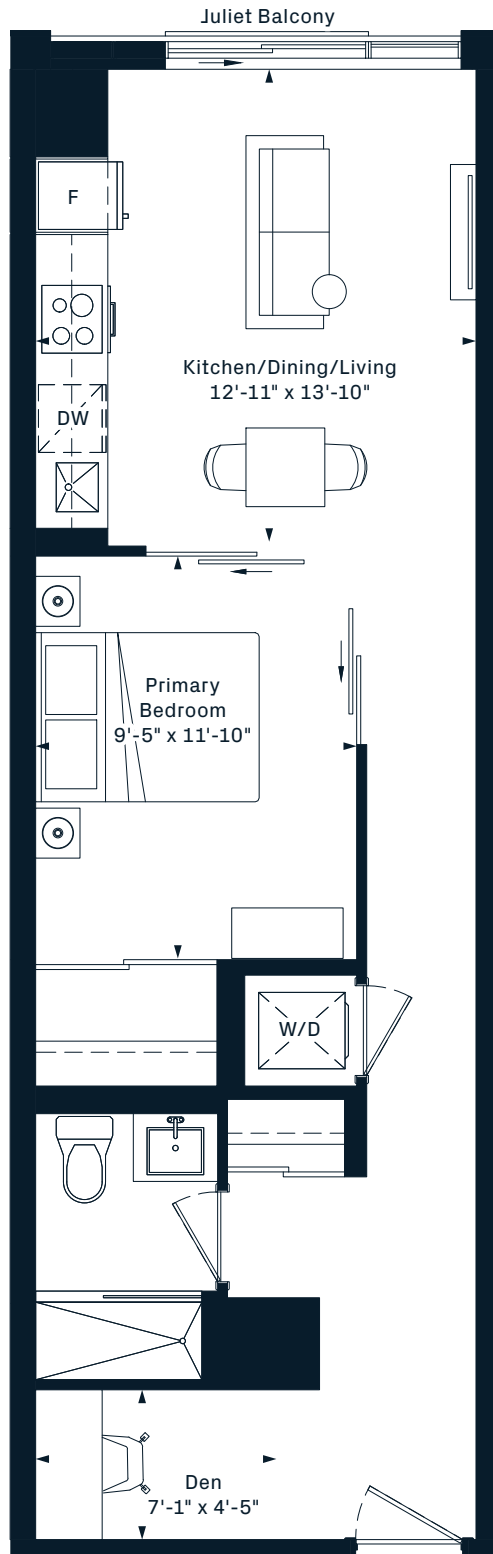 Juliet Balcony
F
Kitchen/Dining/Living
12'-11" x 13'-10"
DW
Primary
Bedroom
9'-5" x 11'-10"
W/D
Den
7'-1" x 4'-5"